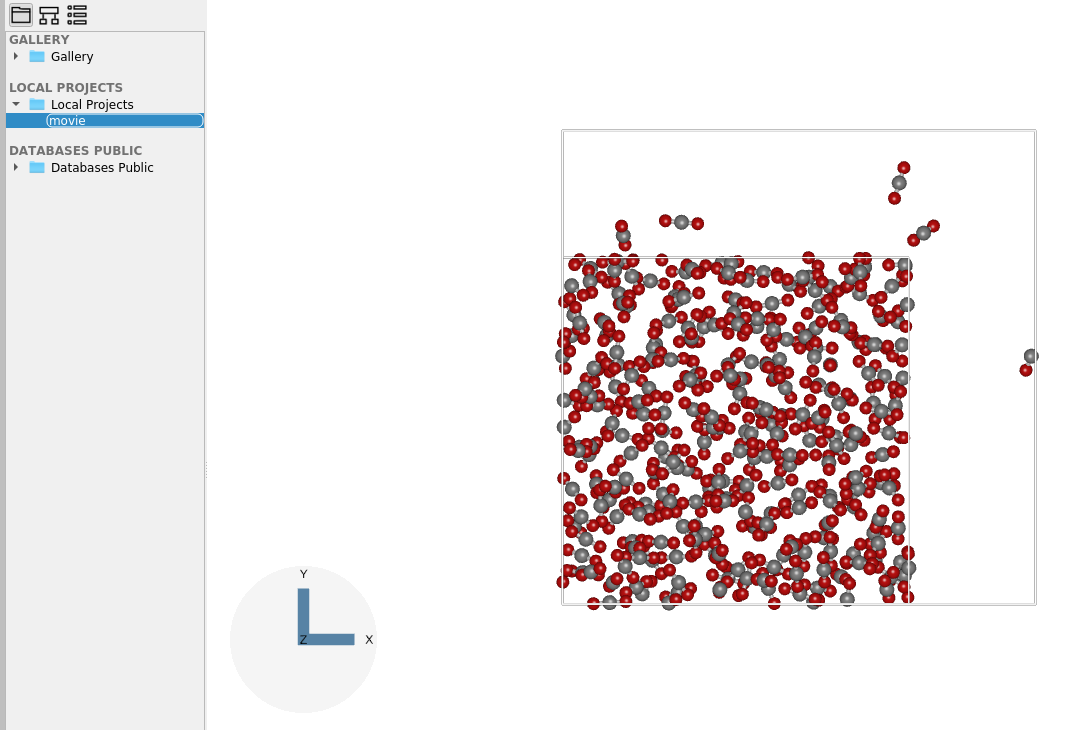 GALLERY
Gallery
LOCAL PROJECTS
Local Projects
movie
DATABASES PUBLIC
Databases Public
Y
Z
X